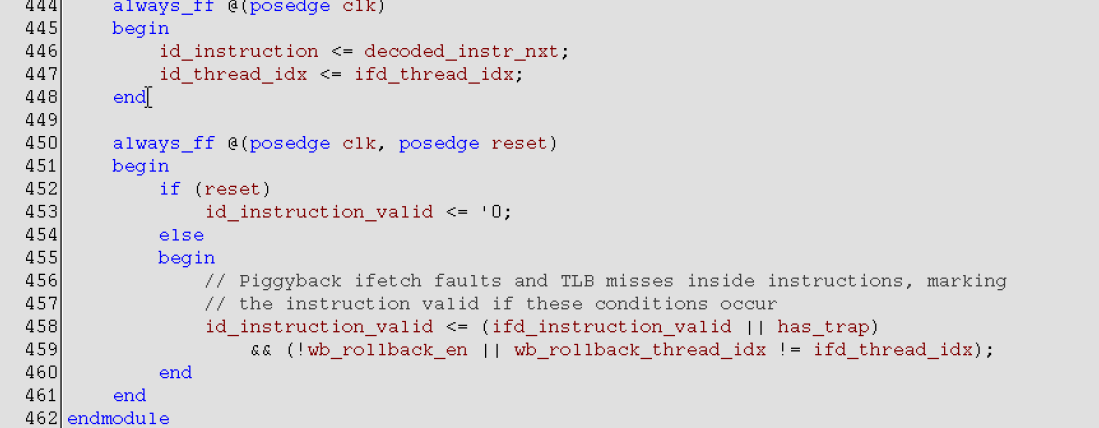 444 always_ff @(posedge clk)
445 begin
446 id_instruction <= decoded_instr_nxt;
447 id_thread_idx <= ifd_thread_idx;
448 end
449
450 always_ff @(posedge clk, posedge reset)
451 begin
452 if (reset)
453 id_instruction_valid <= '0;
454 else
455 begin
456 // Piggyback ifetch faults and TLB misses inside instructions, marking
457 // the instruction valid if these conditions occur
458 id_instruction_valid <= (ifd_instruction_valid || has_trap)
459 && (!wb_rollback_en || wb_rollback_thread_idx != ifd_thread_idx);
460 end
461 end
462 endmodule